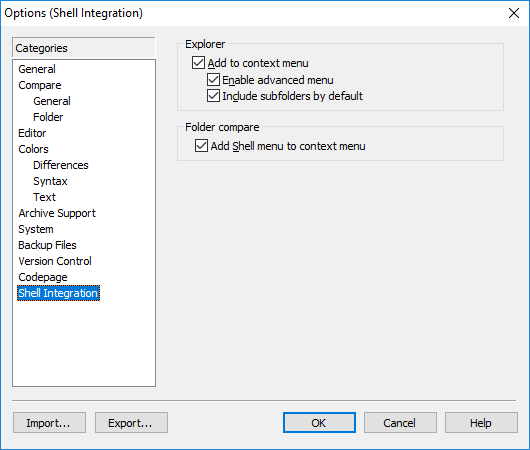 Options (Shell Integration)
Categories
General
Compare
General
Folder
Editor
Colors
Differences
Syntax
Text
Archive Support
System
Backup Files
Version Control
Codepage
Shell Integration
Explorer
Add to context menu
Enable advanced menu
Include subfolders by default
Folder compare
Add Shell menu to context menu
Import... Export... OK Cancel Help